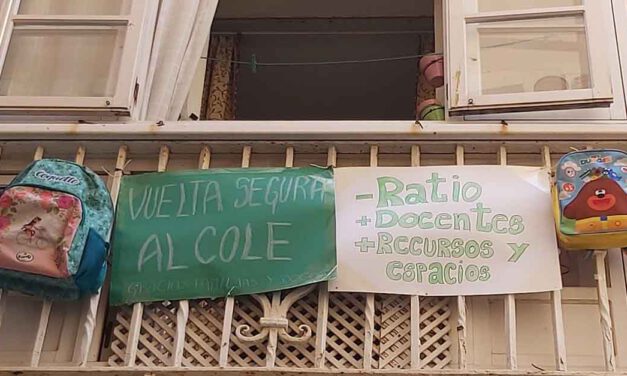 VUELTA SEGURA
AL COLE
- RATIO
+ DOCENTES
+ RECURSOS Y
ESPACIOS